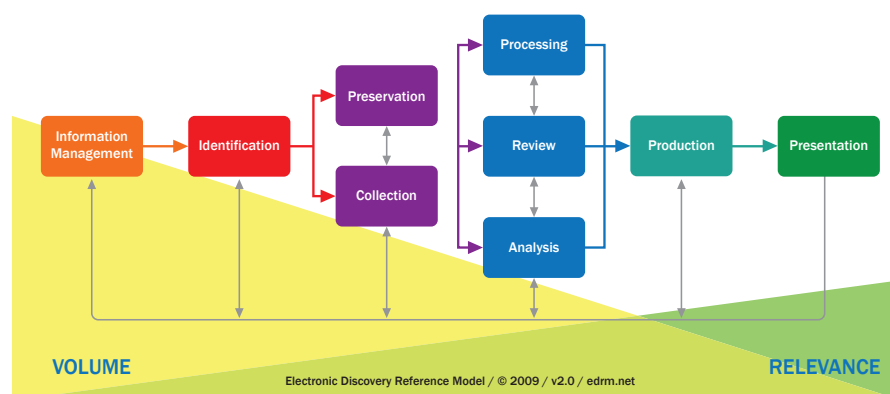 Information
Management
Identification
Preservation
Collection
Processing
Review
Analysis
Production
Presentation
VOLUME
RELEVANCE
Electronic Discovery Reference Model / © 2009 / v2.0 / edrm.net